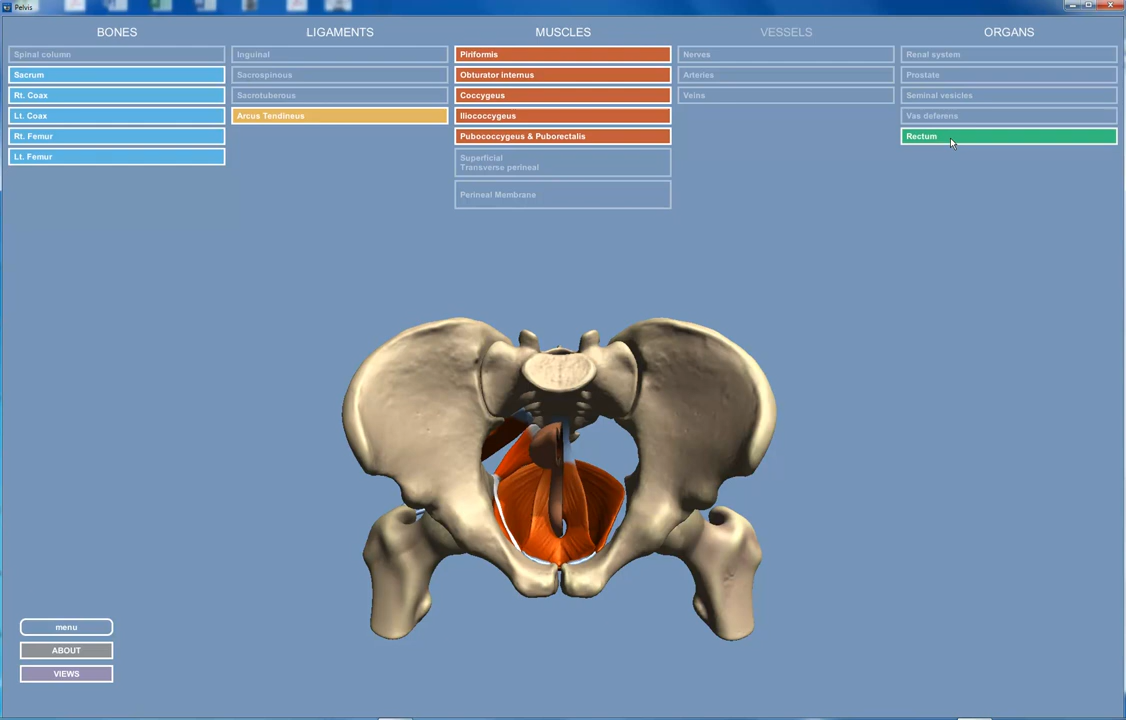 Pelvis
BONES
Spinal column
Sacrum
Rt. Coax
Lt. Coax
Rt. Femur
Lt. Femur
LIGAMENTS
Inguinal
Sacrospinous
Sacrotuberous
Arcus Tendineus
MUSCLES
Piriformis
Obturator internus
Coccygeus
Iliococcygeus
Pubococcygeus & Puborectalis
Superficial
Transverse perineal
Perineal Membrane
VESSELS
Nerves
Arteries
Veins
ORGANS
Renal system
Prostate
Seminal vesicles
Vas deferens
Rectum
menu
ABOUT
VIEWS